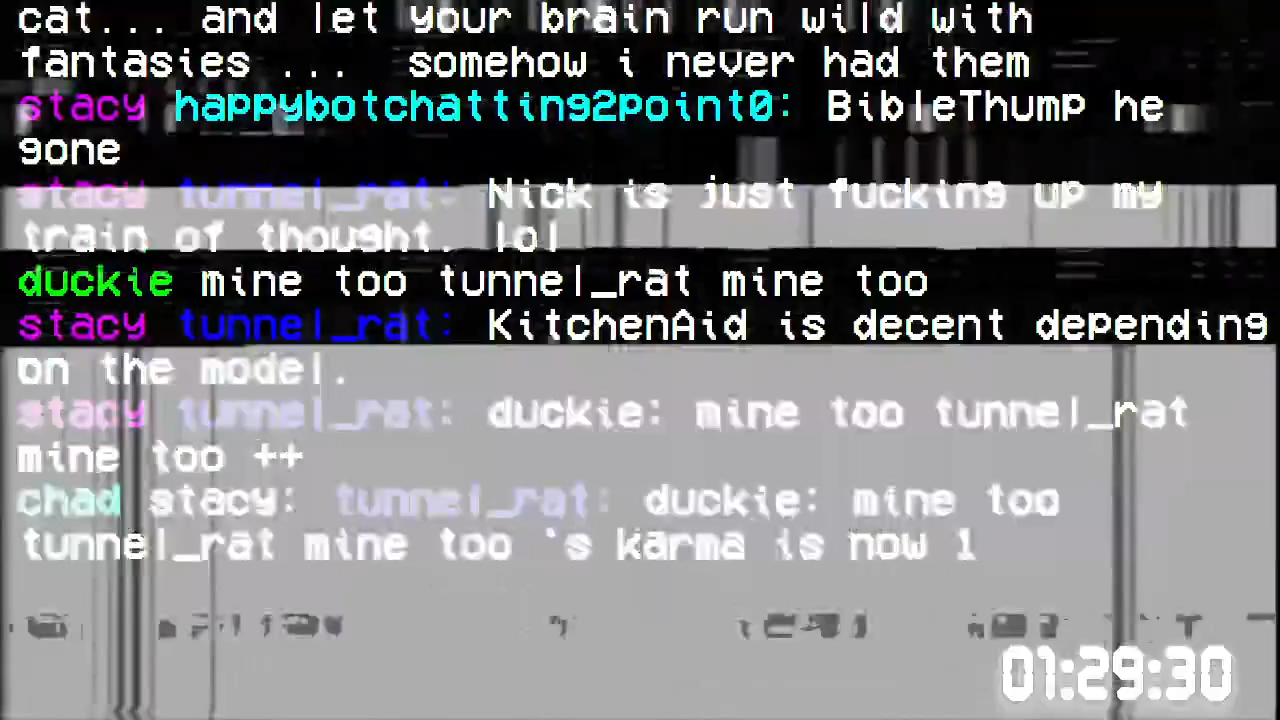 cat... and let your brain run wild with
fantasies ... somehow i never had them
stacy happybotchatting2point0: BibleThump he
gone
stacy tunnel_rat: Nick is just fucking up my
train of thought. lol
duckie mine too tunnel_rat mine too
stacy tunnel_rat: KitchenAid is decent depending
on the model.
stacy tunnel_rat: duckie: mine too tunnel_rat
mine too ++
chad stacy: tunnel_rat: duckie: mine too
tunnel_rat mine too `s karma is now 1
01:29:30